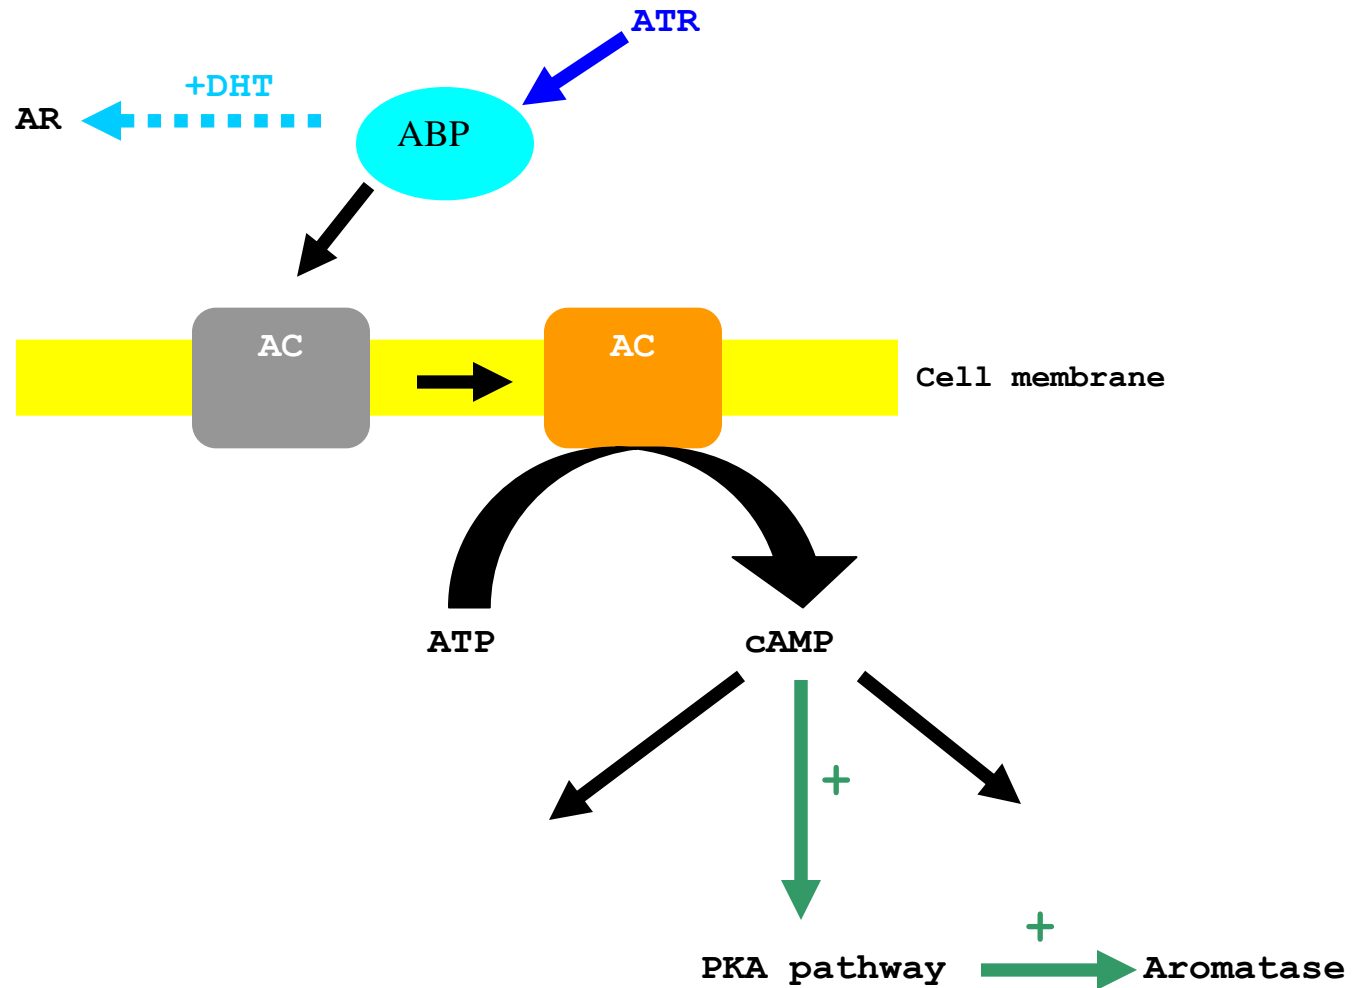 ATR
+DHT
AR
ABP
AC
AC
Cell membrane
ATP
cAMP
+
+
PKA pathway
Aromatase